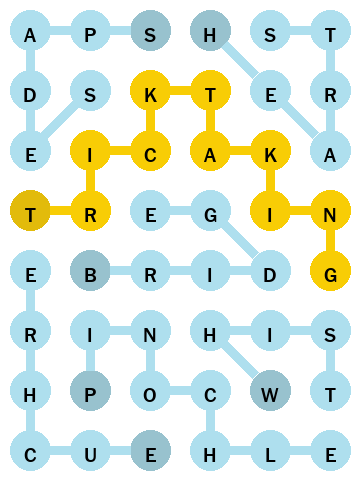 A P S H S T
D S K T E R
E I C A K A
T R E G I N
E B R I D G
R I N H I S
H P O C W T
C U E H L E